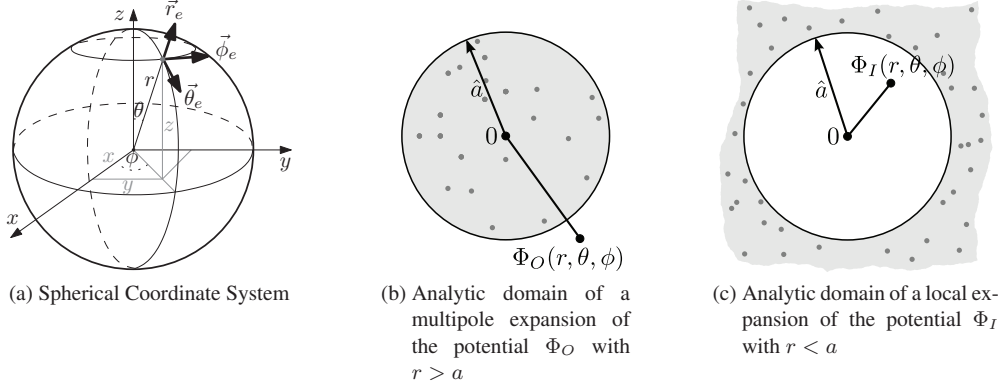 z
r⃗ₑ
ϕ⃗ₑ
r
θ⃗ₑ
θ
z
x
ϕ
y
y
x
(a) Spherical Coordinate System
â
0
Φ_O(r, θ, ϕ)
(b) Analytic domain of a
multipole expansion of
the potential Φ_O with
r > a
Φ_I(r, θ, ϕ)
â
0
(c) Analytic domain of a local ex-
pansion of the potential Φ_I
with r < a